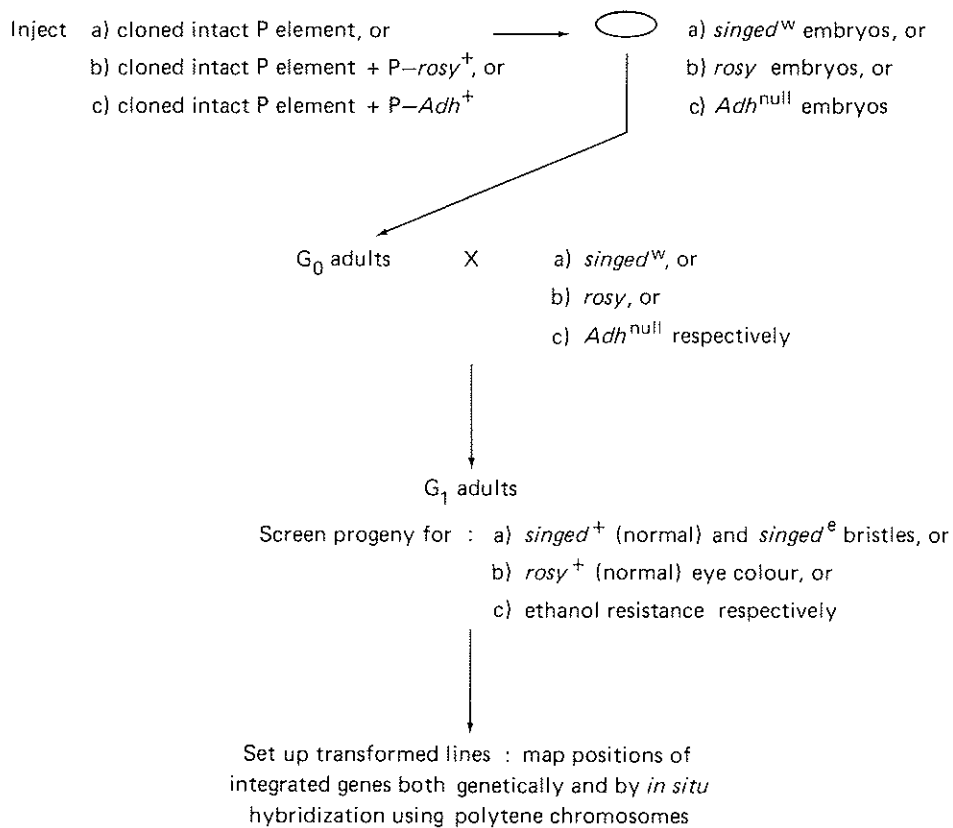 Inject a) cloned intact P element, or
b) cloned intact P element + P–rosy⁺, or
c) cloned intact P element + P–Adh⁺
a) singedʷ embryos, or
b) rosy embryos, or
c) Adhⁿᵘˡˡ embryos
G₀ adults X a) singedʷ, or
b) rosy, or
c) Adhⁿᵘˡˡ respectively
G₁ adults
Screen progeny for : a) singed⁺ (normal) and singedᵉ bristles, or
b) rosy⁺ (normal) eye colour, or
c) ethanol resistance respectively
Set up transformed lines : map positions of
integrated genes both genetically and by in situ
hybridization using polytene chromosomes